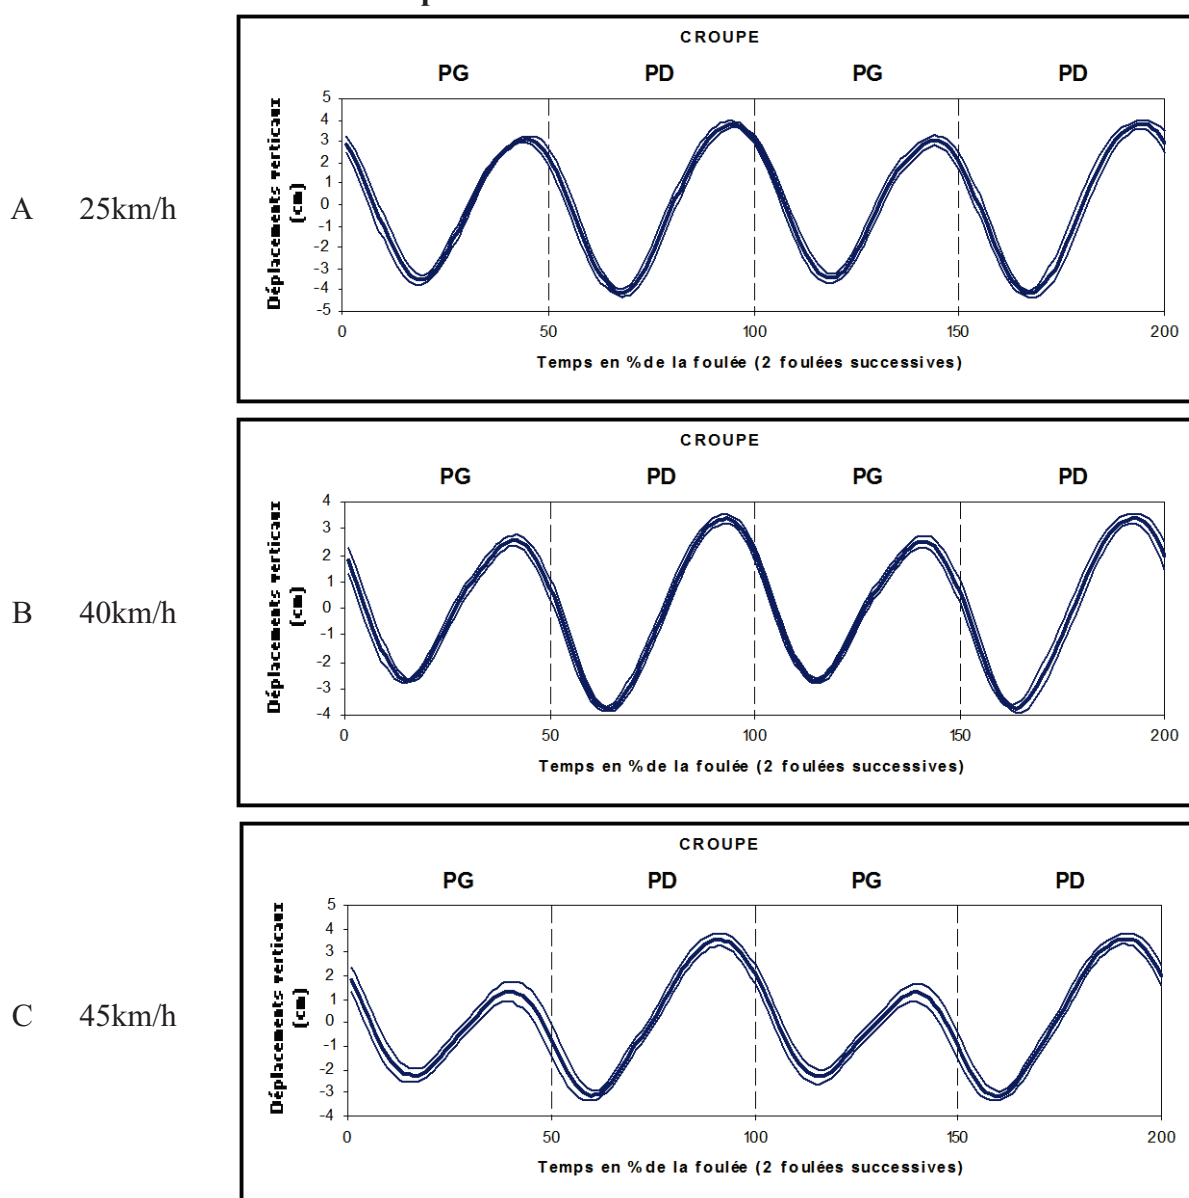 CROUPE
PG PD PG PD
A 25km/h
Déplacements verticaux
(cm)
5
4
3
2
1
0
-1
-2
-3
-4
-5
0 50 100 150 200
Temps en % de la foulée (2 foulées successives)
CROUPE
PG PD PG PD
B 40km/h
Déplacements verticaux
(cm)
4
3
2
1
0
-1
-2
-3
-4
0 50 100 150 200
Temps en % de la foulée (2 foulées successives)
CROUPE
PG PD PG PD
C 45km/h
Déplacements verticaux
(cm)
5
4
3
2
1
0
-1
-2
-3
-4
0 50 100 150 200
Temps en % de la foulée (2 foulées successives)